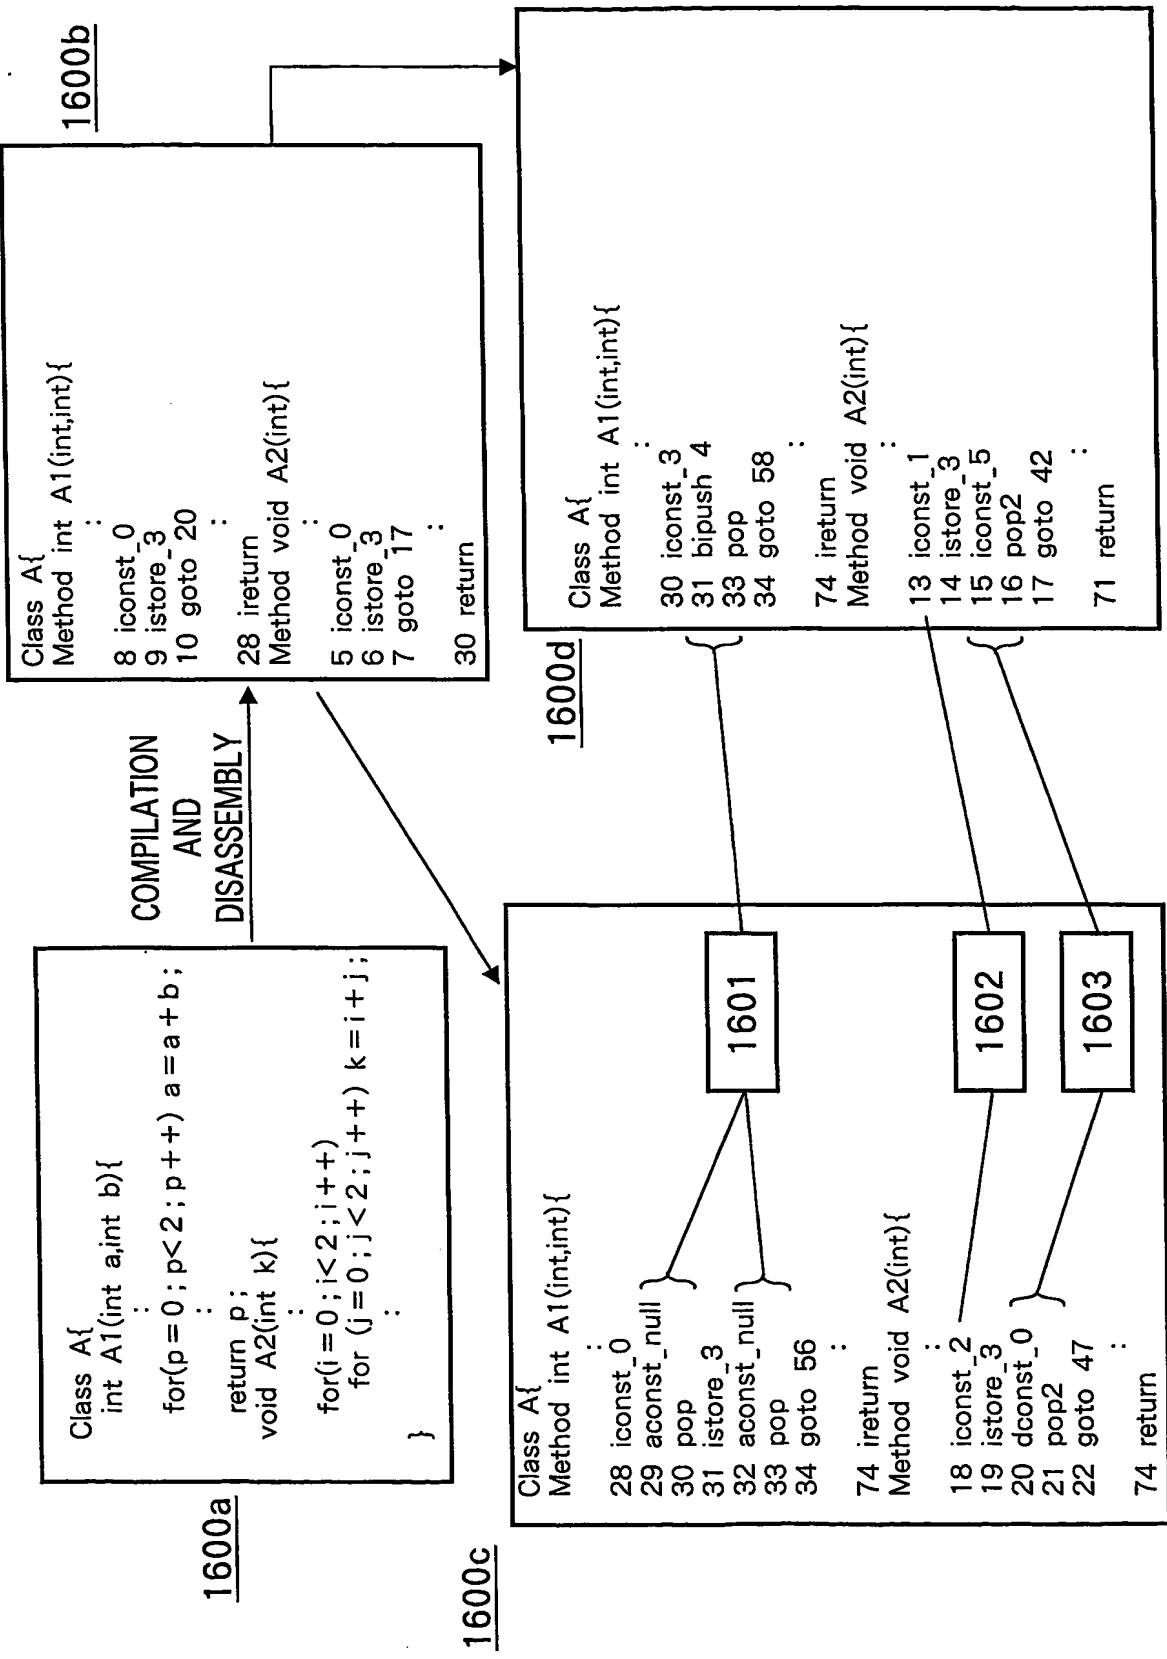 1600a
Class A{
int A1(int a,int b){
:
for(p=0;p<2;p++) a=a+b;
:
return p;
void A2(int k){
:
for(i=0;i<2;i++)
for (j=0;j<2;j++) k=i+j;
:
}
COMPILATION
AND
DISASSEMBLY
1600b
Class A{
Method int A1(int,int){
:
8 iconst_0
9 istore_3
10 goto 20
:
28 ireturn
Method void A2(int){
:
5 iconst_0
6 istore_3
7 goto 17
:
30 return
1600c
Class A{
Method int A1(int,int){
:
28 iconst_0
29 aconst_null
30 pop
31 istore_3
32 aconst_null
33 pop
34 goto 56
:
74 ireturn
Method void A2(int){
:
18 iconst_2
19 istore_3
20 dconst_0
21 pop2
22 goto 47
:
74 return
1601
1602
1603
1600d
Class A{
Method int A1(int,int){
:
30 iconst_3
31 bipush 4
33 pop
34 goto 58
:
74 ireturn
Method void A2(int){
:
13 iconst_1
14 istore_3
15 iconst_5
16 pop2
17 goto 42
:
71 return